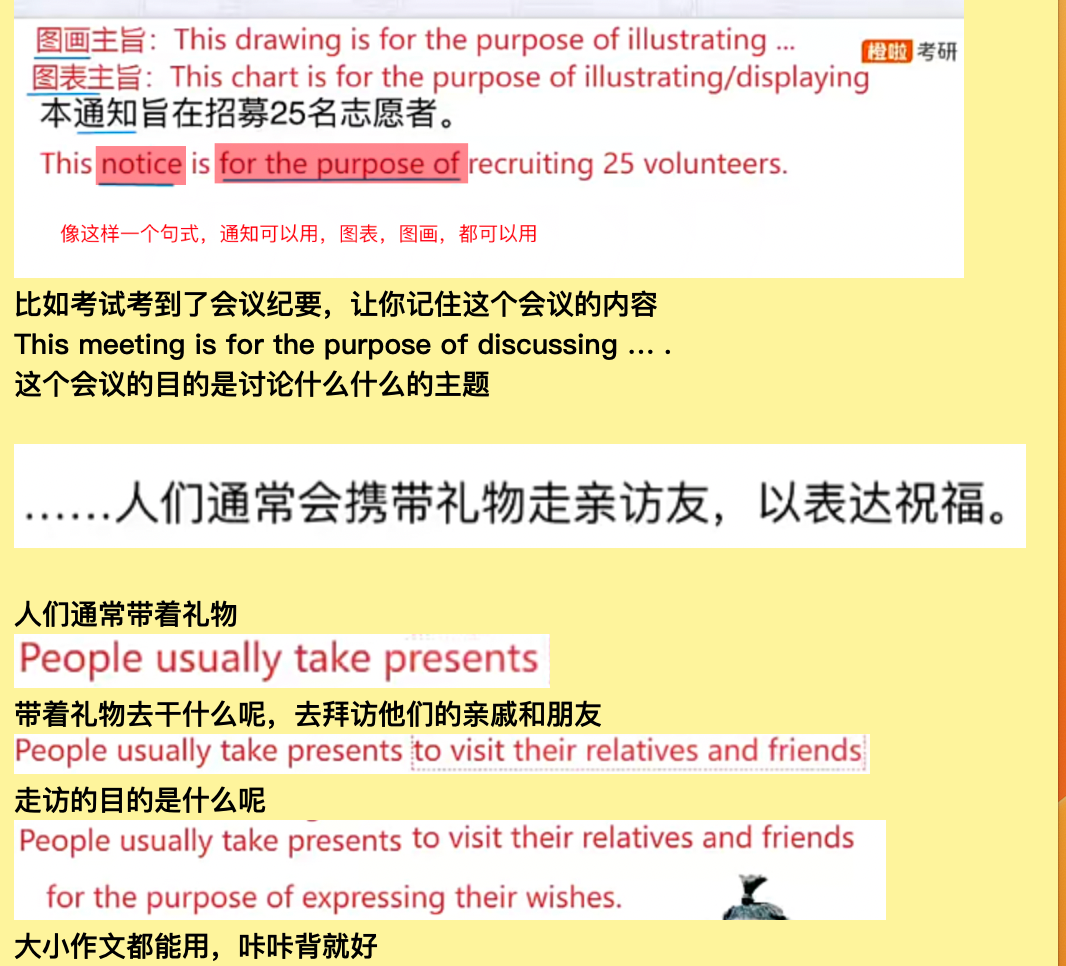 图画主旨：This drawing is for the purpose of illustrating ...
橙啦 考研
图表主旨：This chart is for the purpose of illustrating/displaying
本通知旨在招募25名志愿者。
This notice is for the purpose of recruiting 25 volunteers.
像这样一个句式，通知可以用，图表，图画，都可以用
比如考试考到了会议纪要，让你记住这个会议的内容
This meeting is for the purpose of discussing ... .
这个会议的目的是讨论什么什么的主题
……人们通常会携带礼物走亲访友，以表达祝福。
人们通常带着礼物
People usually take presents
带着礼物去干什么呢，去拜访他们的亲戚和朋友
People usually take presents to visit their relatives and friends
走访的目的是什么呢
People usually take presents to visit their relatives and friends
for the purpose of expressing their wishes.
大小作文都能用，咔咔背就好